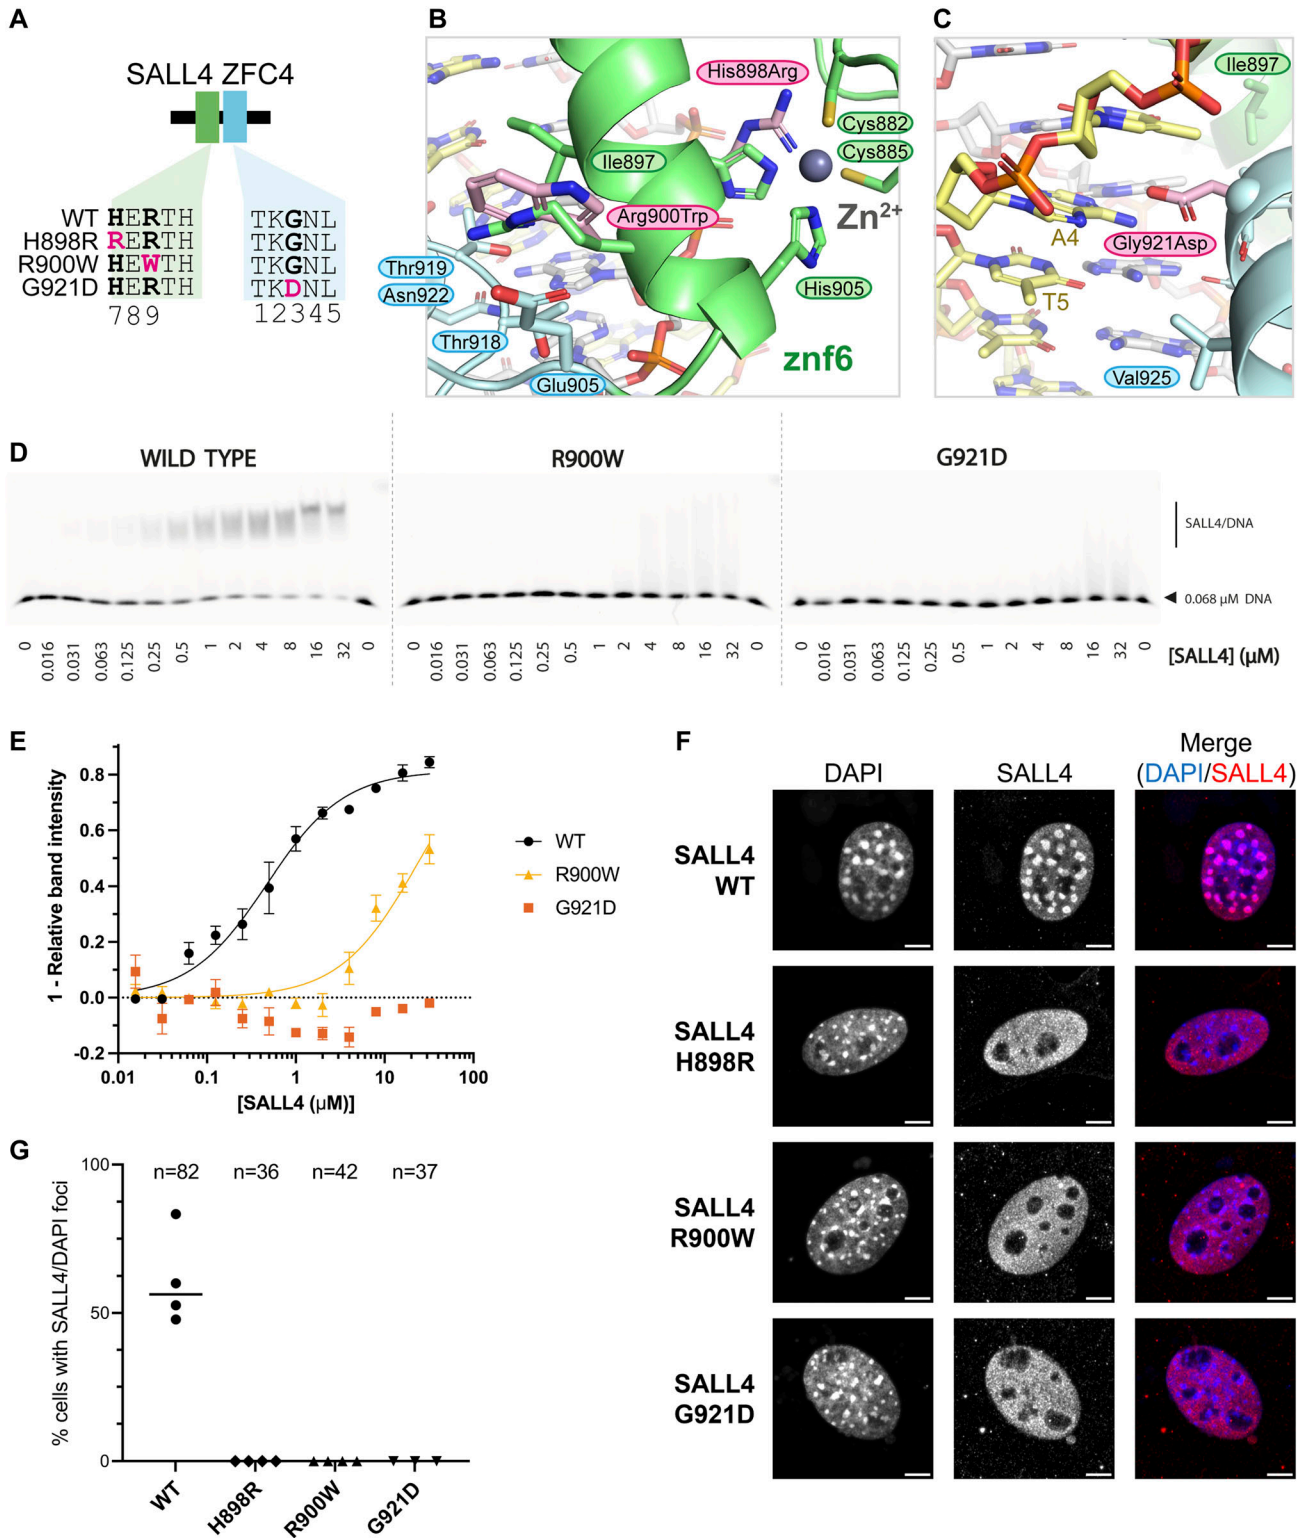 A
SALL4 ZFC4
WT HERTH TKGNL
H898R RERTH TKGNL
R900W HEWTH TKGNL
G921D HERTH TKDNL
789 12345
B
His898Arg
Cys882
Cys885
Ile897
Arg900Trp
Zn2+
Thr919
Asn922
His905
Thr918
Glu905
znf6
C
Ile897
A4
Gly921Asp
T5
Val925
D
WILD TYPE R900W G921D
SALL4/DNA
0.068 µM DNA
0 0.016 0.031 0.063 0.125 0.25 0.5 1 2 4 8 16 32 0
0 0.016 0.031 0.063 0.125 0.25 0.5 1 2 4 8 16 32 0
0 0.016 0.031 0.063 0.125 0.25 0.5 1 2 4 8 16 32 0
[SALL4] (µM)
E
1 - Relative band intensity
0.8
0.6
0.4
0.2
0.0
-0.2
0.01 0.1 1 10 100
[SALL4 (µM)]
WT
R900W
G921D
F
DAPI SALL4 Merge
(DAPI/SALL4)
SALL4
WT
SALL4
H898R
SALL4
R900W
SALL4
G921D
G
% cells with SALL4/DAPI foci
100
50
0
n=82 n=36 n=42 n=37
WT H898R R900W G921D